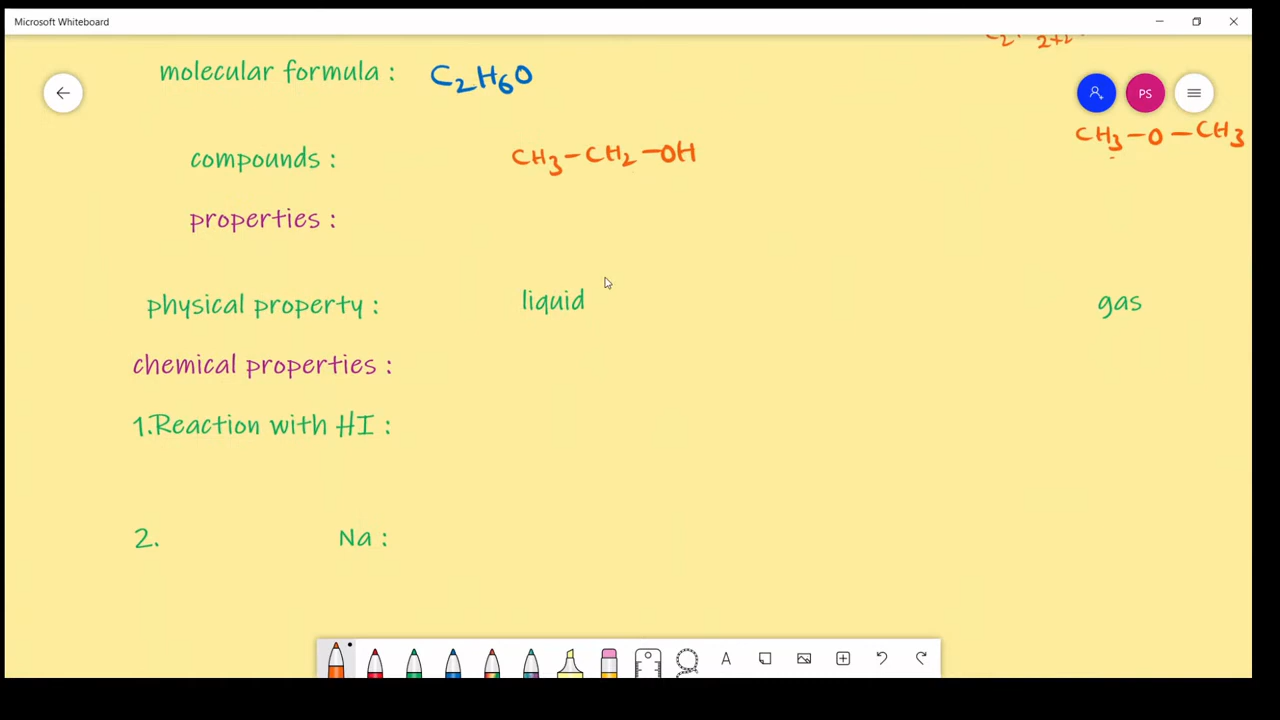 Microsoft Whiteboard
molecular formula : C2H6O
PS
compounds : CH3-CH2-OH CH3-O-CH3
properties :
physical property : liquid gas
chemical properties :
1.Reaction with HI :
2. Na :
A